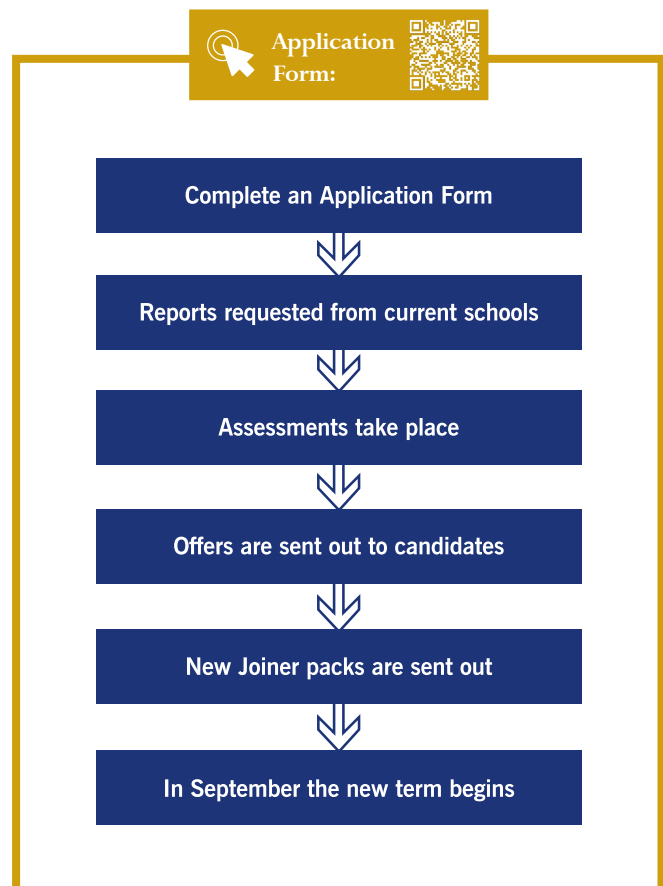 Application
Form:
Complete an Application Form
Reports requested from current schools
Assessments take place
Offers are sent out to candidates
New Joiner packs are sent out
In September the new term begins